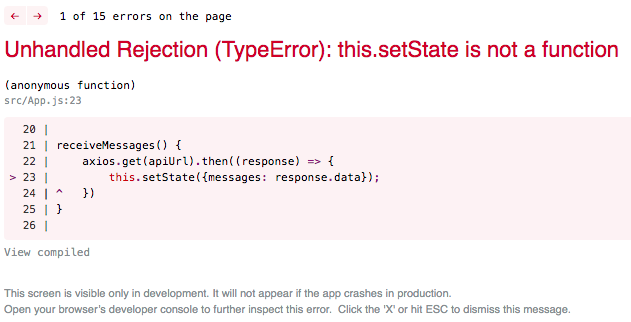 ← → 1 of 15 errors on the page
Unhandled Rejection (TypeError): this.setState is not a function
(anonymous function)
src/App.js:23
20 |
21 | receiveMessages() {
22 |     axios.get(apiUrl).then((response) => {
> 23 |         this.setState({messages: response.data});
24 | ^   })
25 | }
26 |
View compiled
This screen is visible only in development. It will not appear if the app crashes in production.
Open your browser’s developer console to further inspect this error.  Click the 'X' or hit ESC to dismiss this message.